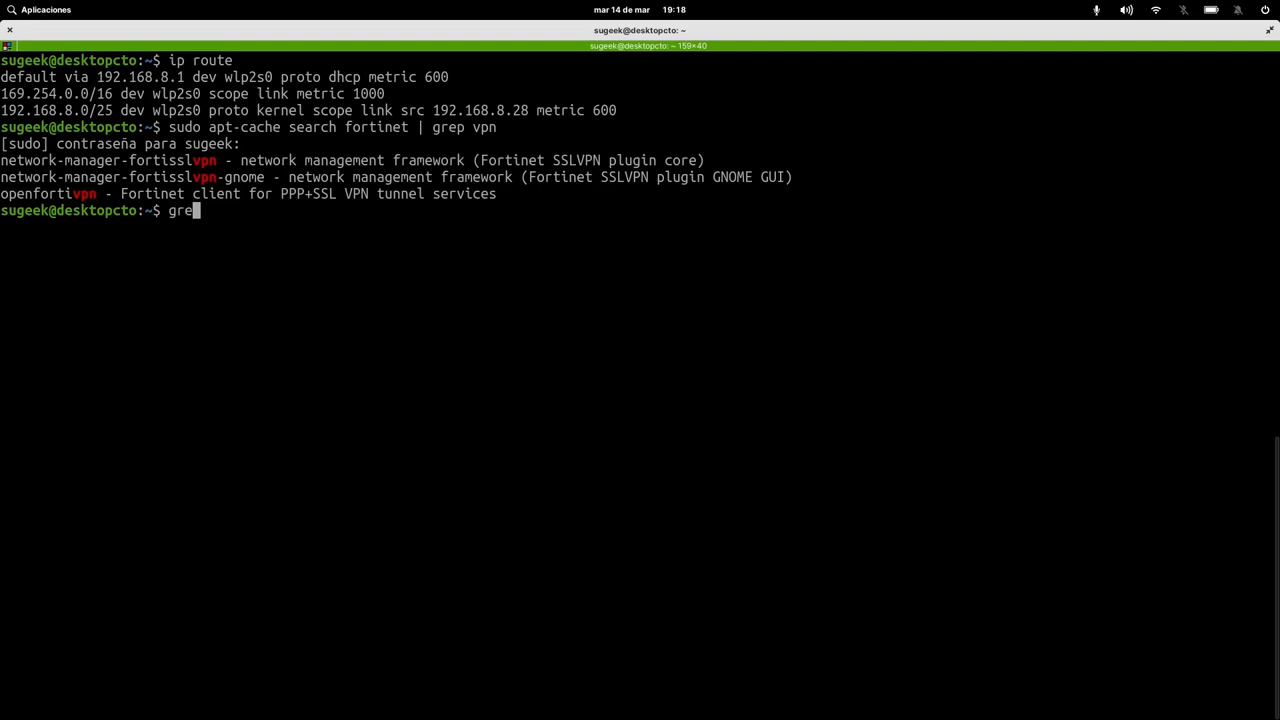 Aplicaciones
mar 14 de mar 19:18
sugeek@desktopcto: ~
sugeek@desktopcto: ~ 159×40
sugeek@desktopcto:~$ ip route
default via 192.168.8.1 dev wlp2s0 proto dhcp metric 600
169.254.0.0/16 dev wlp2s0 scope link metric 1000
192.168.8.0/25 dev wlp2s0 proto kernel scope link src 192.168.8.28 metric 600
sugeek@desktopcto:~$ sudo apt-cache search fortinet | grep vpn
[sudo] contraseña para sugeek:
network-manager-fortisslvpn - network management framework (Fortinet SSLVPN plugin core)
network-manager-fortisslvpn-gnome - network management framework (Fortinet SSLVPN plugin GNOME GUI)
openfortivpn - Fortinet client for PPP+SSL VPN tunnel services
sugeek@desktopcto:~$ gre